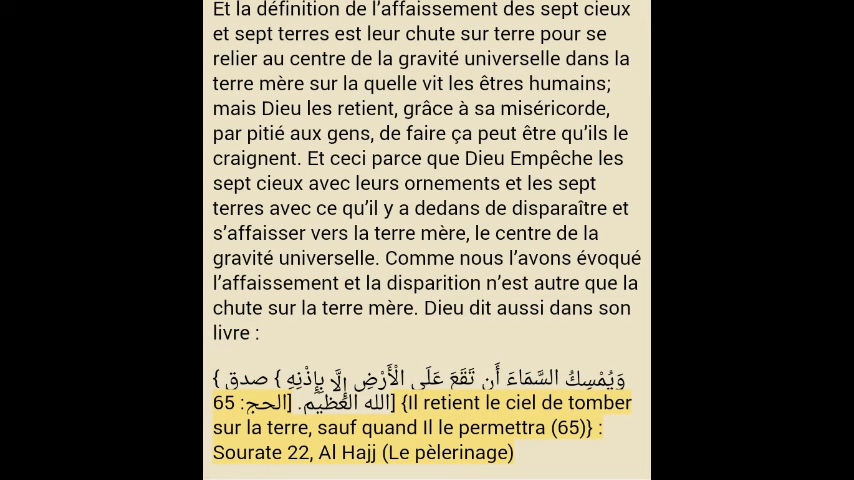 Et la définition de l’affaissement des sept cieux
et sept terres est leur chute sur terre pour se
relier au centre de la gravité universelle dans la
terre mère sur la quelle vit les êtres humains;
mais Dieu les retient, grâce à sa miséricorde,
par pitié aux gens, de faire ça peut être qu’ils le
craignent. Et ceci parce que Dieu Empêche les
sept cieux avec leurs ornements et les sept
terres avec ce qu’il y a dedans de disparaître et
s’affaisser vers la terre mère, le centre de la
gravité universelle. Comme nous l’avons évoqué
l’affaissement et la disparition n’est autre que la
chute sur la terre mère. Dieu dit aussi dans son
livre :
وَيُمْسِكُ السَّمَاءَ أَن تَقَعَ عَلَى الْأَرْضِ إِلَّا بِإِذْنِهِ } صدق {
الله العظيم. [الحج: 65] {Il retient le ciel de tomber
sur la terre, sauf quand Il le permettra (65)} :
Sourate 22, Al Hajj (Le pèlerinage)